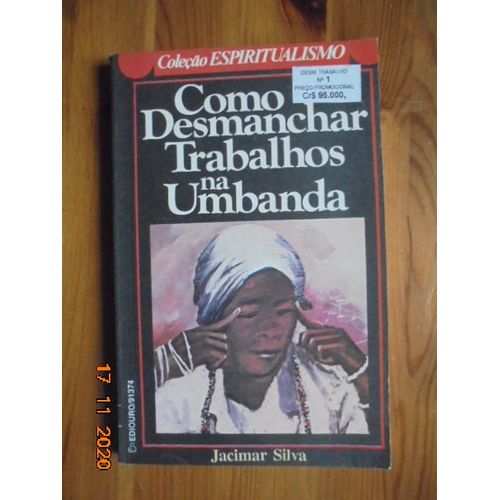 Coleção ESPIRITUALISMO
DESM. TRABALHO
Nº 1
PREÇO PROMOCIONAL
Cr$ 95.000,
Como
Desmanchar
Trabalhos
na
Umbanda
EDIOURO/91374
Jacimar Silva
17 11 2020